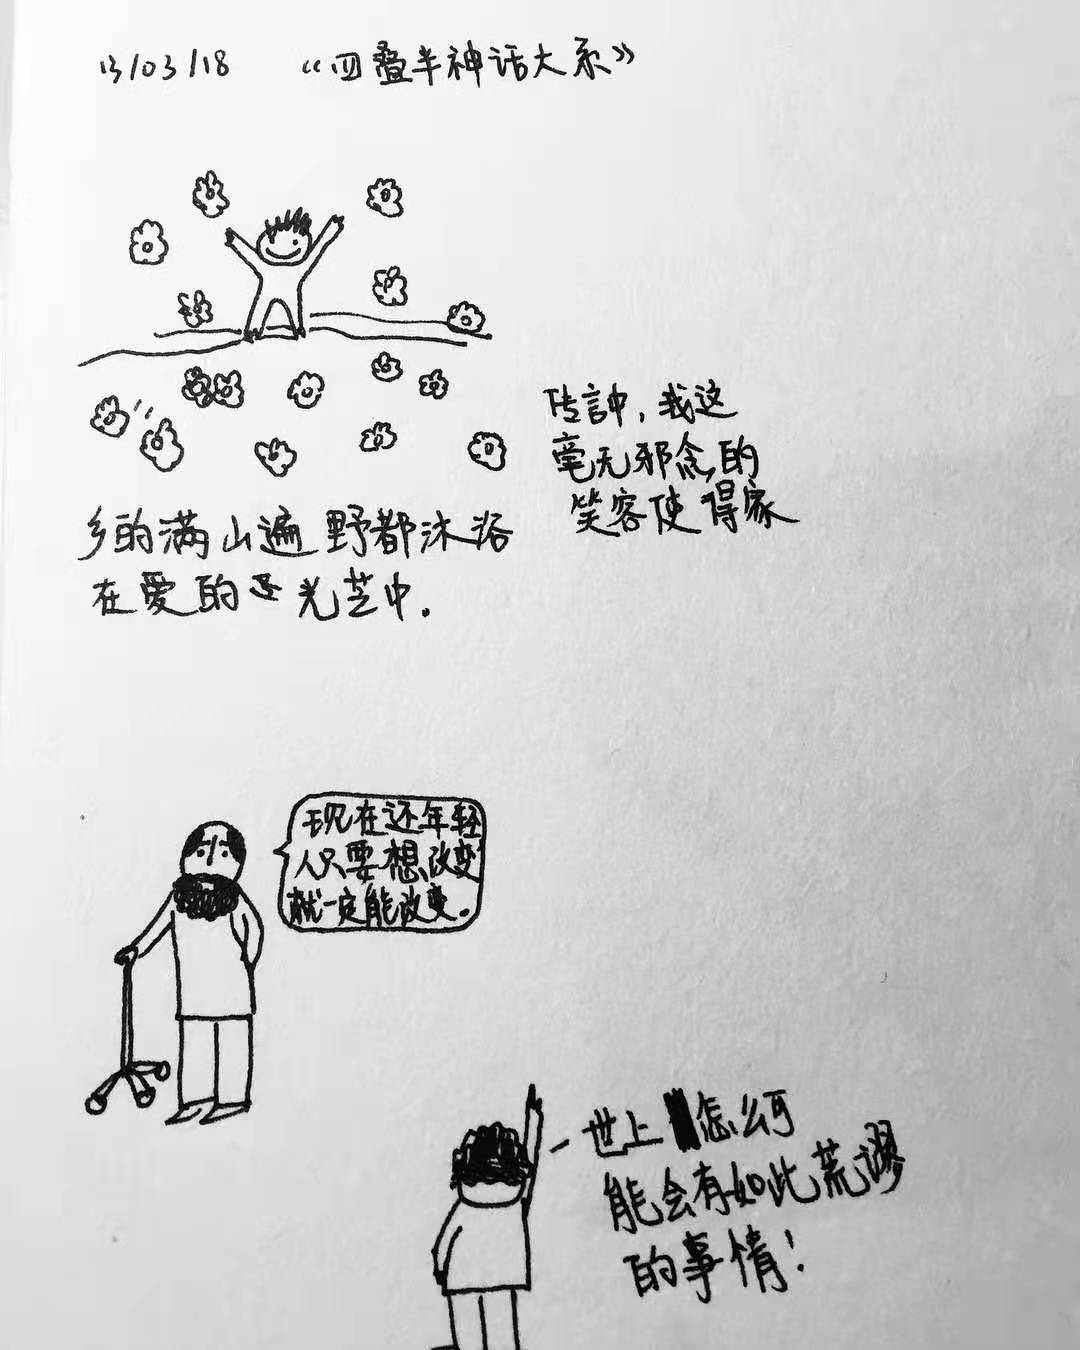 13/03/18 《四叠半神话大系》
传言中,我这
毫无邪念的
笑容使得家
乡的满山遍野都沐浴
在爱的光芒中.
现在还年轻
人只要想改变
就一定能改变.
世上怎么可
能会有如此荒谬
的事情!